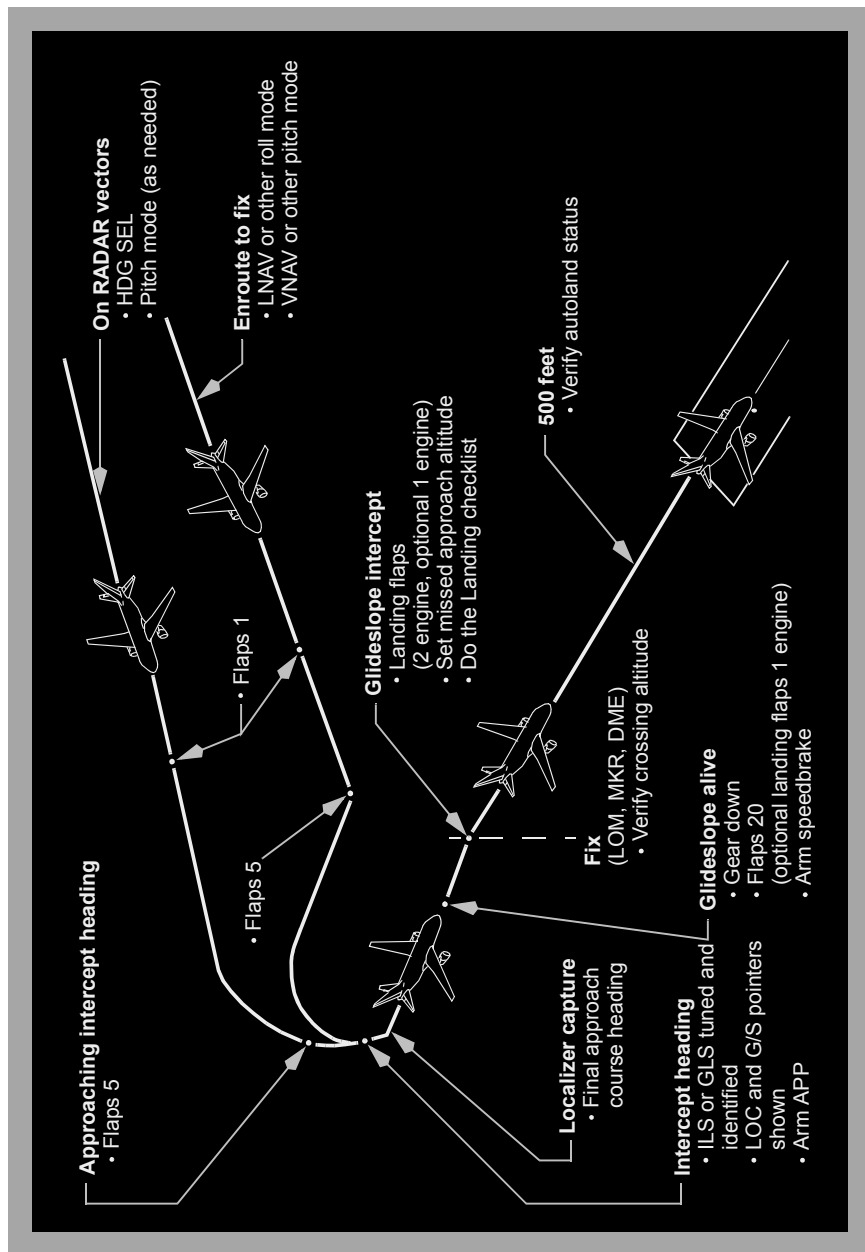 On RADAR vectors
• HDG SEL
• Pitch mode (as needed)
Enroute to fix
• LNAV or other roll mode
• VNAV or other pitch mode
Approaching intercept heading
• Flaps 5
• Flaps 1
• Flaps 5
Glideslope intercept
• Landing flaps
(2 engine, optional 1 engine)
• Set missed approach altitude
• Do the Landing checklist
500 feet
• Verify autoland status
Localizer capture
• Final approach
course heading
Fix
(LOM, MKR, DME)
• Verify crossing altitude
Intercept heading
• ILS or GLS tuned and
identified
• LOC and G/S pointers
shown
• Arm APP
Glideslope alive
• Gear down
• Flaps 20
(optional landing flaps 1 engine)
• Arm speedbrake